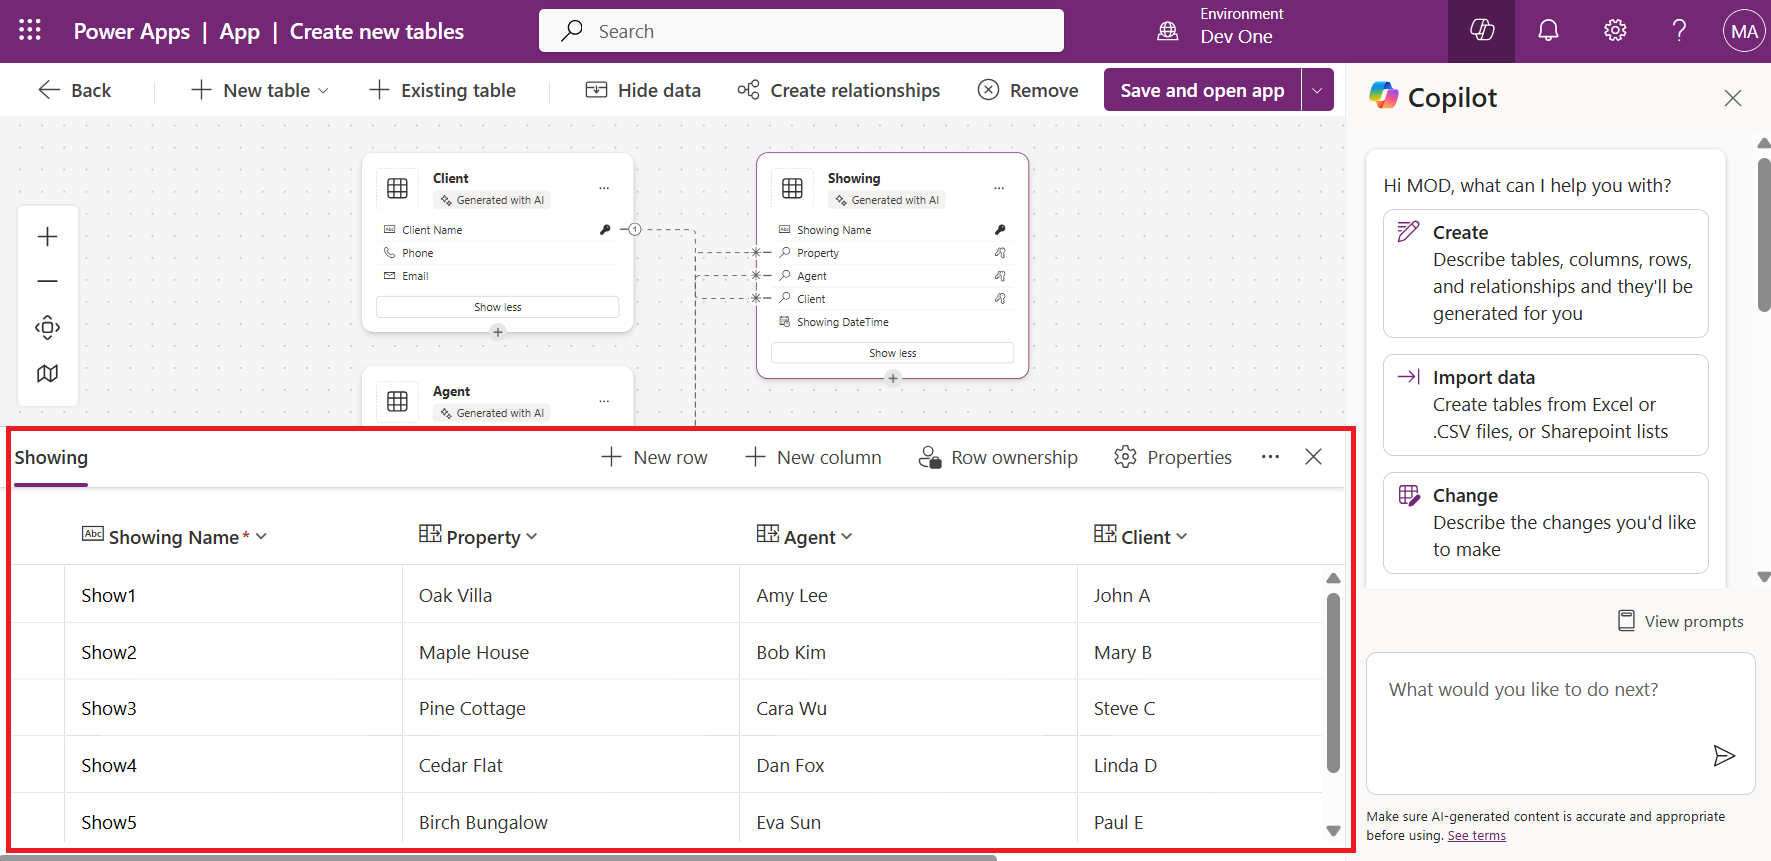 Power Apps | App | Create new tables
Search
Environment
Dev One
MA
Back
New table
Existing table
Hide data
Create relationships
Remove
Save and open app
Client
Generated with AI
Abc Client Name
1
Phone
Email
Show less
Agent
Generated with AI
Showing
Generated with AI
Abc Showing Name
Property
Agent
Client
Showing DateTime
Show less
Showing
New row
New column
Row ownership
Properties
Abc Showing Name* Property Agent Client
Show1 Oak Villa Amy Lee John A
Show2 Maple House Bob Kim Mary B
Show3 Pine Cottage Cara Wu Steve C
Show4 Cedar Flat Dan Fox Linda D
Show5 Birch Bungalow Eva Sun Paul E
Copilot
Hi MOD, what can I help you with?
Create
Describe tables, columns, rows,
and relationships and they'll be
generated for you
Import data
Create tables from Excel or
.CSV files, or Sharepoint lists
Change
Describe the changes you'd like
to make
View prompts
What would you like to do next?
Make sure AI-generated content is accurate and appropriate
before using. See terms